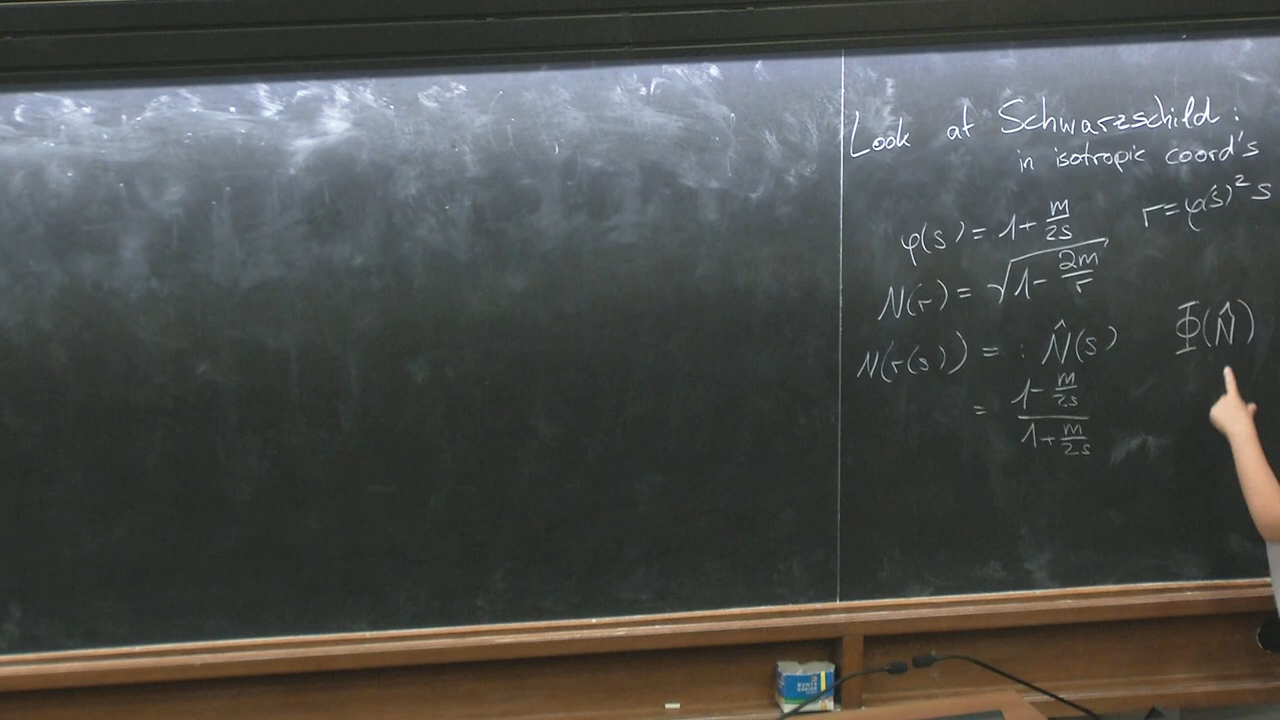 Look at Schwarzschild:
in isotropic coord's
φ(s) = 1 + m/2s r = φ(s)² s
N(r) = √(1 - 2m/r)
N(r(s)) =: N̂(s) Φ(N̂)
= (1 - m/2s)/(1 + m/2s)